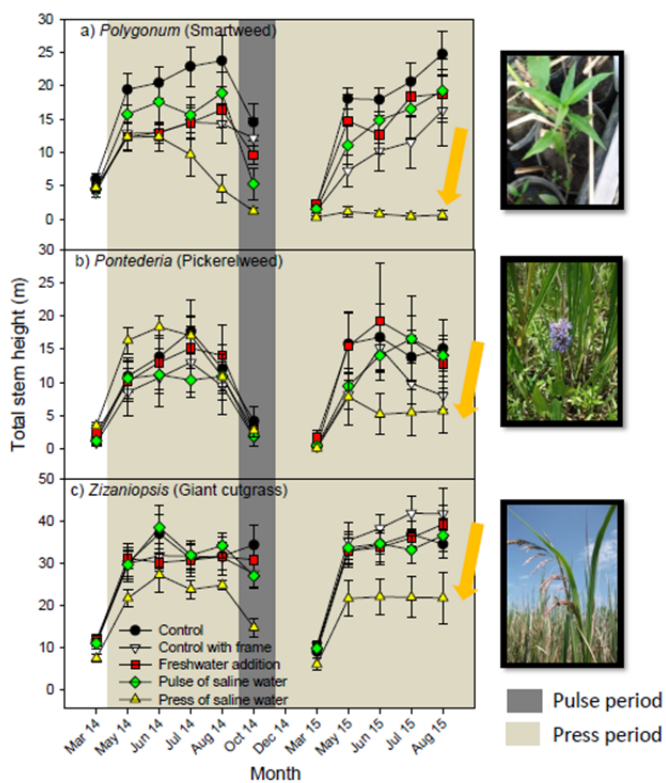 a) Polygonum (Smartweed)
30
25
20
15
10
5
0
b) Pontederia (Pickerelweed)
30
25
20
15
10
5
0
Total stem height (m)
c) Zizaniopsis (Giant cutgrass)
50
40
30
20
10
0
Control
Control with frame
Freshwater addition
Pulse of saline water
Press of saline water
Mar 14
May 14
Jun 14
Jul 14
Aug 14
Oct 14
Dec 14
Mar 15
May 15
Jun 15
Jul 15
Aug 15
Month
Pulse period
Press period